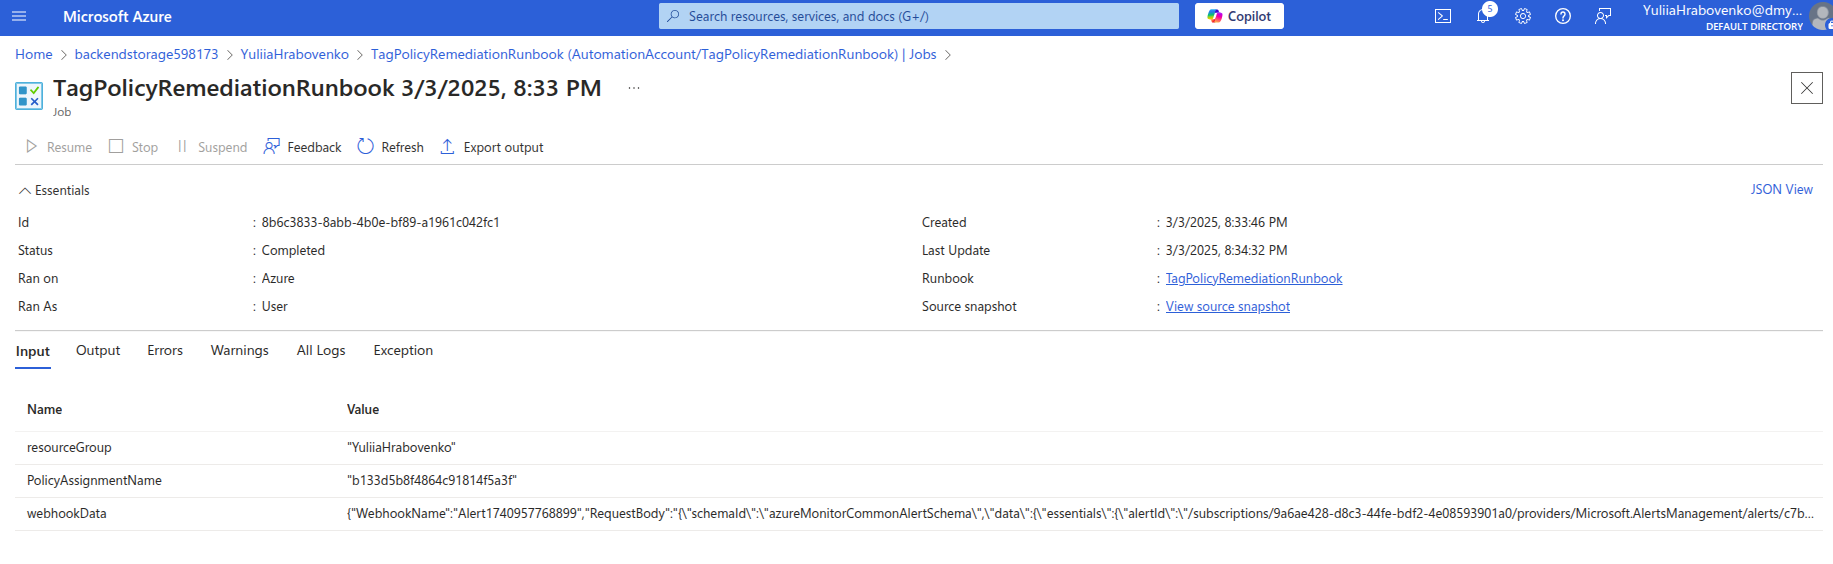 Microsoft Azure
Search resources, services, and docs (G+/)
Copilot
5
YuliiaHrabovenko@dmy...
DEFAULT DIRECTORY
Home > backendstorage598173 > YuliiaHrabovenko > TagPolicyRemediationRunbook (AutomationAccount/TagPolicyRemediationRunbook) | Jobs >
TagPolicyRemediationRunbook 3/3/2025, 8:33 PM ...
Job
Resume Stop Suspend Feedback Refresh Export output
Essentials
JSON View
Id : 8b6c3833-8abb-4b0e-bf89-a1961c042fc1
Status : Completed
Ran on : Azure
Ran As : User
Created : 3/3/2025, 8:33:46 PM
Last Update : 3/3/2025, 8:34:32 PM
Runbook : TagPolicyRemediationRunbook
Source snapshot : View source snapshot
Input Output Errors Warnings All Logs Exception
Name Value
resourceGroup "YuliiaHrabovenko"
PolicyAssignmentName "b133d5b8f4864c91814f5a3f"
webhookData {"WebhookName":"Alert1740957768899","RequestBody":"{\"schemaId\":\"azureMonitorCommonAlertSchema\",\"data\":{\"essentials\":{\"alertId\":\"/subscriptions/9a6ae428-d8c3-44fe-bdf2-4e08593901a0/providers/Microsoft.AlertsManagement/alerts/c7b...